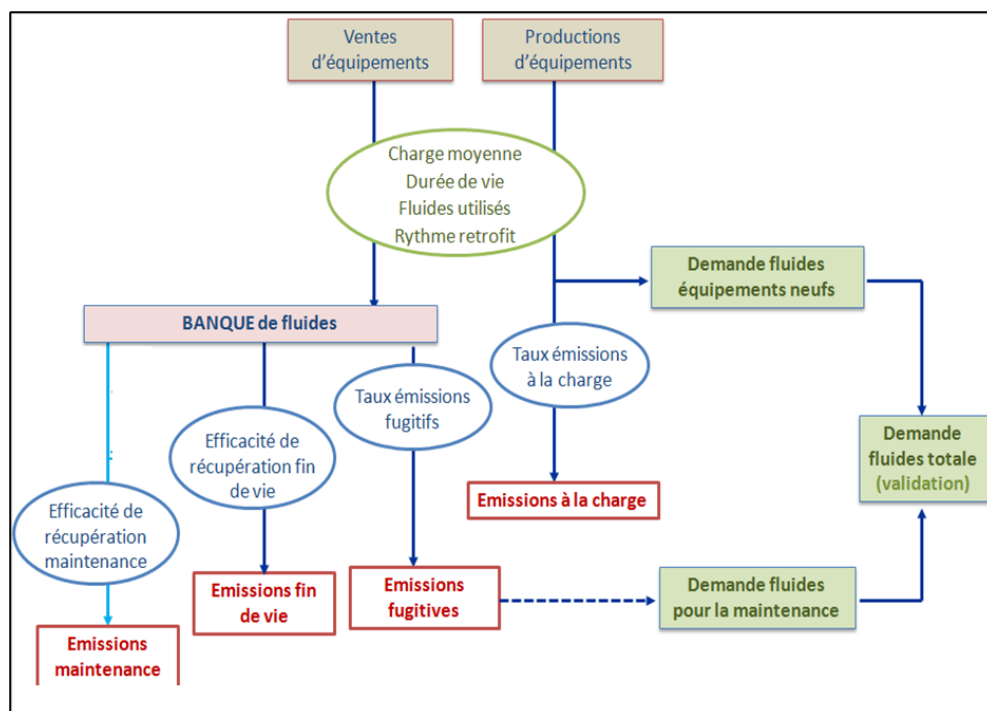 Ventes
d'équipements
Productions
d'équipements
Charge moyenne
Durée de vie
Fluides utilisés
Rythme retrofit
Demande fluides
équipements neufs
BANQUE de fluides
Taux émissions
à la charge
Taux émissions
fugitifs
Efficacité de
récupération fin
de vie
Demande
fluides totale
(validation)
Efficacité de
récupération
maintenance
Emissions à la charge
Emissions fin
de vie
Emissions
fugitives
Demande fluides
pour la maintenance
Emissions
maintenance